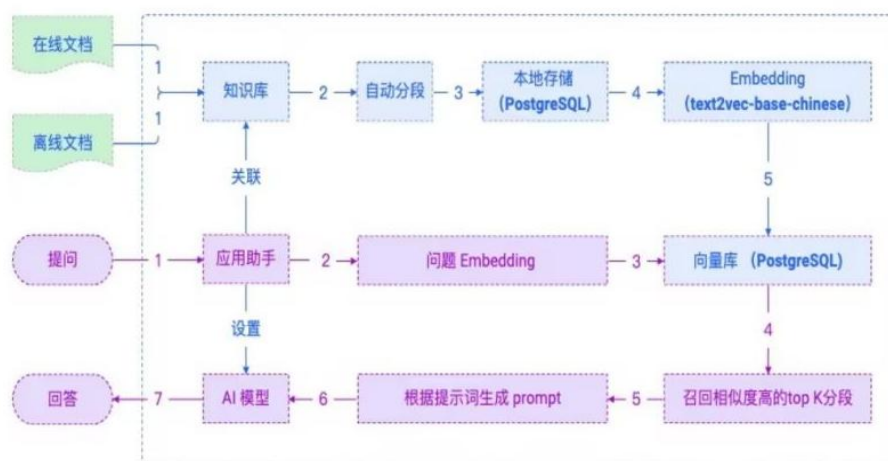 在线文档
离线文档
1
1
知识库
2
自动分段
3
本地存储
（PostgreSQL）
4
Embedding
（text2vec-base-chinese）
关联
5
提问
1
应用助手
2
问题 Embedding
3
向量库 （PostgreSQL)
设置
4
回答
7
AI 模型
6
根据提示词生成 prompt
5
召回相似度高的top K分段